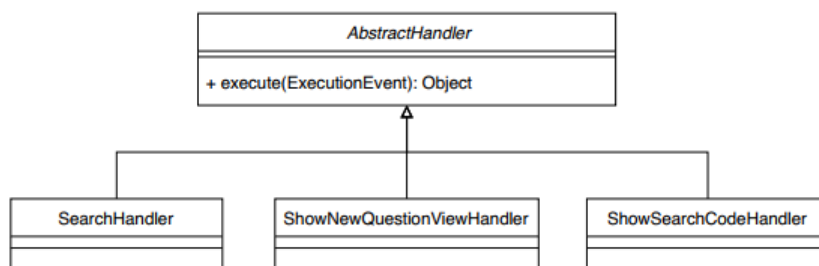 AbstractHandler
+ execute(ExecutionEvent): Object
SearchHandler
ShowNewQuestionViewHandler
ShowSearchCodeHandler